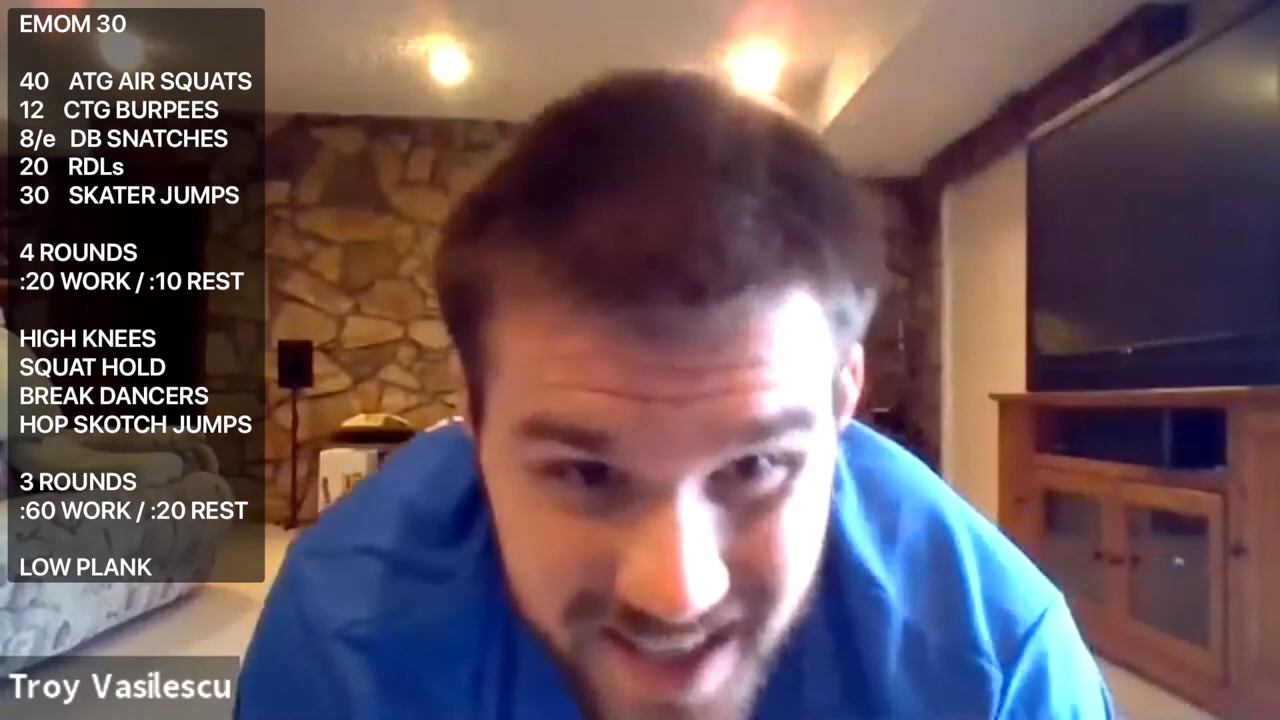 EMOM 30
40 ATG AIR SQUATS
12 CTG BURPEES
8/e DB SNATCHES
20 RDLs
30 SKATER JUMPS
4 ROUNDS
:20 WORK / :10 REST
HIGH KNEES
SQUAT HOLD
BREAK DANCERS
HOP SKOTCH JUMPS
3 ROUNDS
:60 WORK / :20 REST
LOW PLANK
Troy Vasilescu